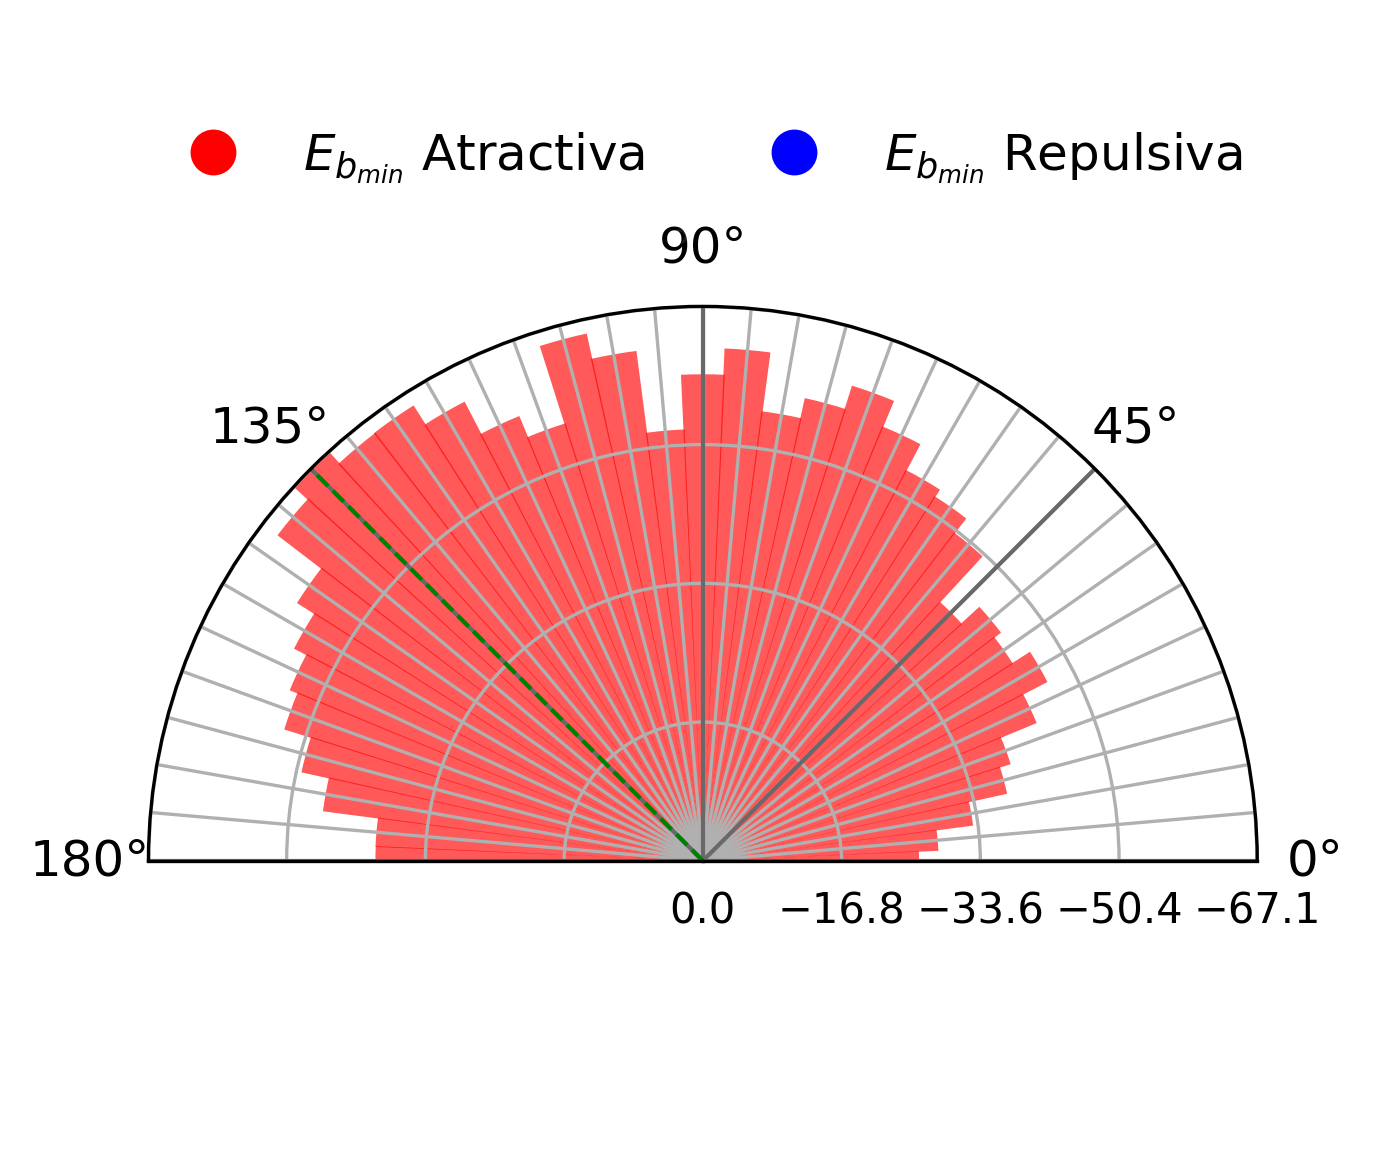 E_{b_{min}} Atractiva E_{b_{min}} Repulsiva
90°
135° 45°
180° 0°
0.0 −16.8 −33.6 −50.4 −67.1